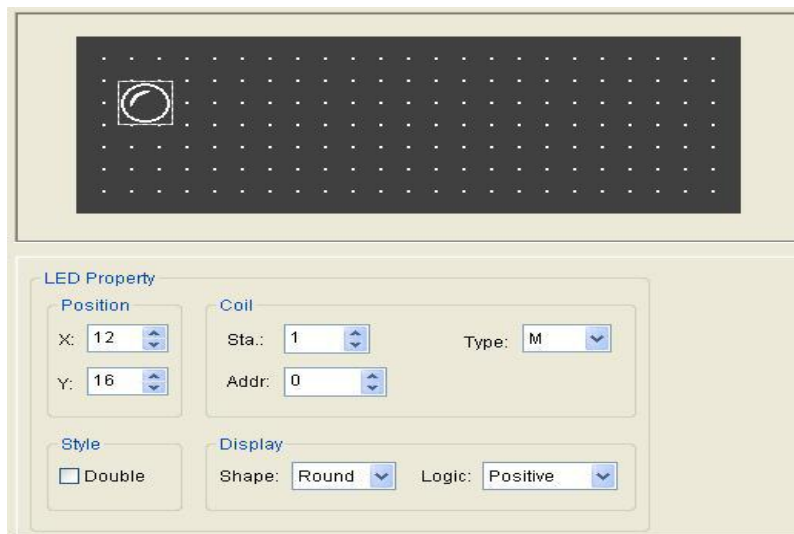 LED Property
Position
Coil
X: 12
Sta.: 1
Type: M
Y: 16
Addr: 0
Style
Display
Double
Shape: Round
Logic: Positive